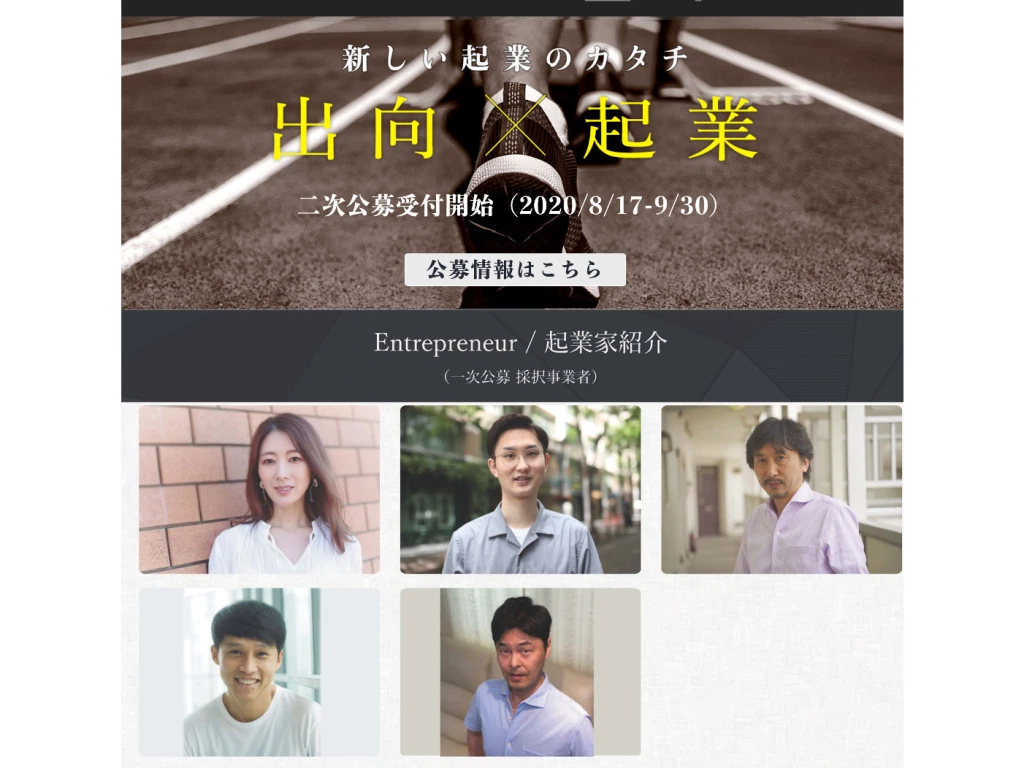 新しい起業のカタチ
出向×起業
二次公募受付開始（2020/8/17-9/30）
公募情報はこちら
Entrepreneur / 起業家紹介
（一次公募 採択事業者）